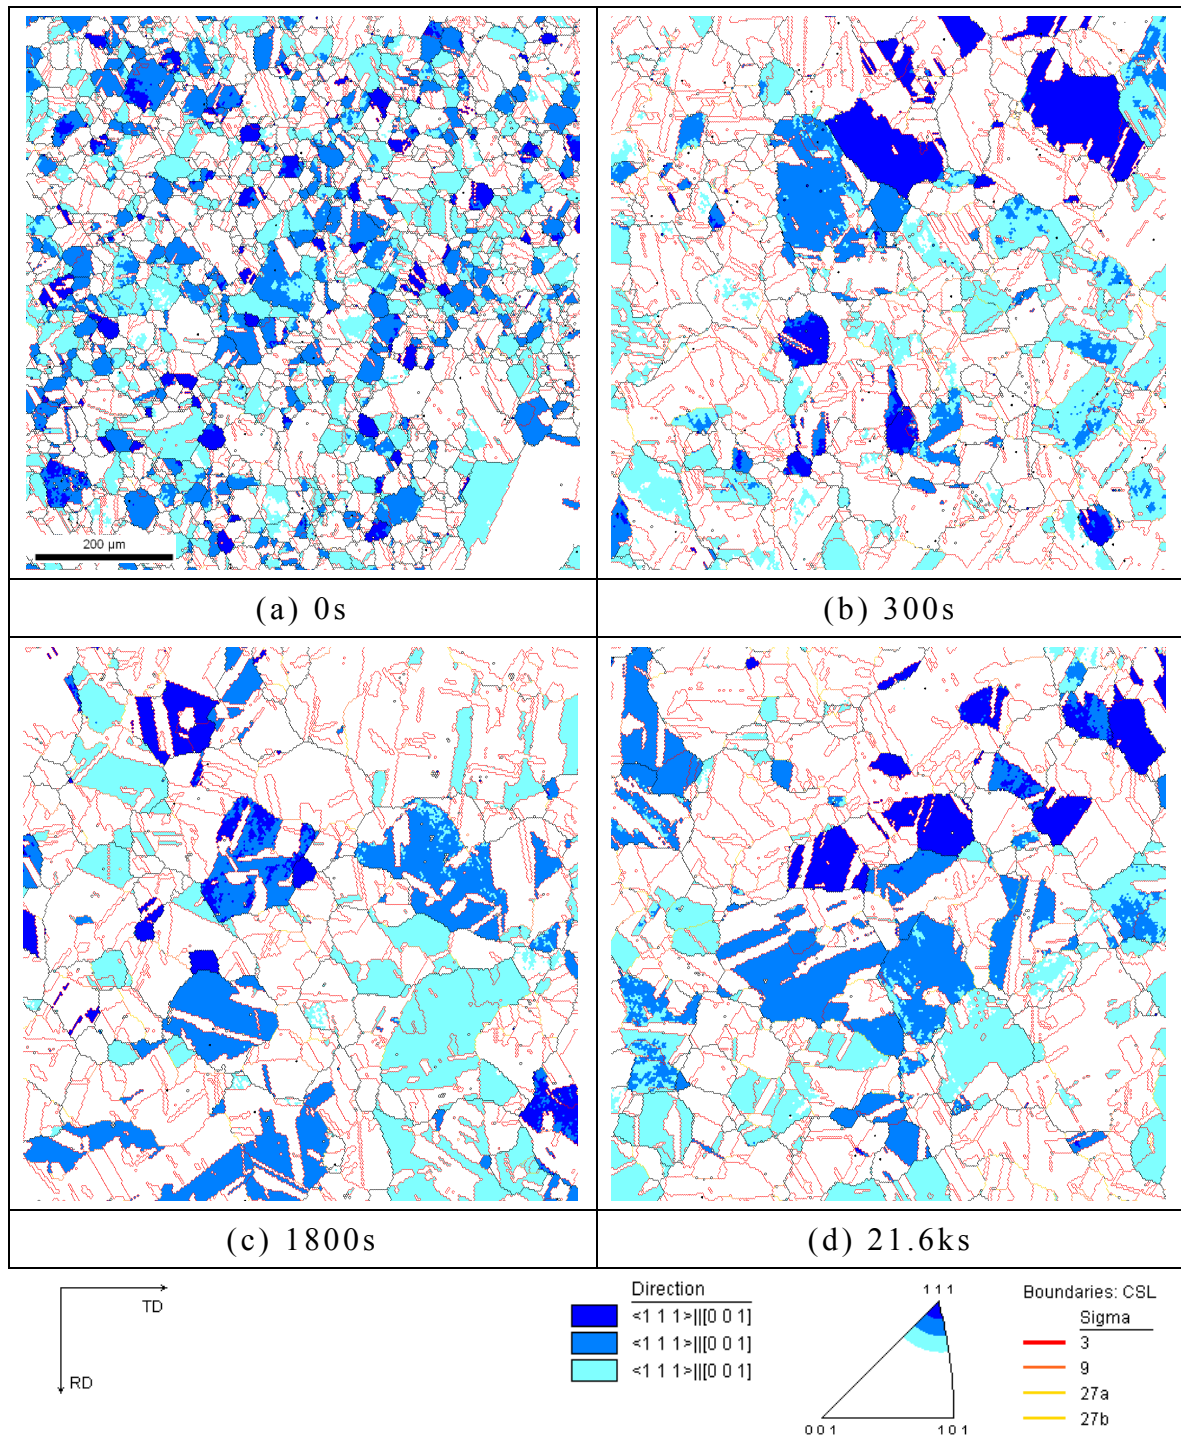 200 μm
(a) 0s
(b) 300s
(c) 1800s
(d) 21.6ks
TD
RD
Direction
<1 1 1>||[0 0 1]
<1 1 1>||[0 0 1]
<1 1 1>||[0 0 1]
1 1 1
0 0 1
1 0 1
Boundaries: CSL
Sigma
3
9
27a
27b